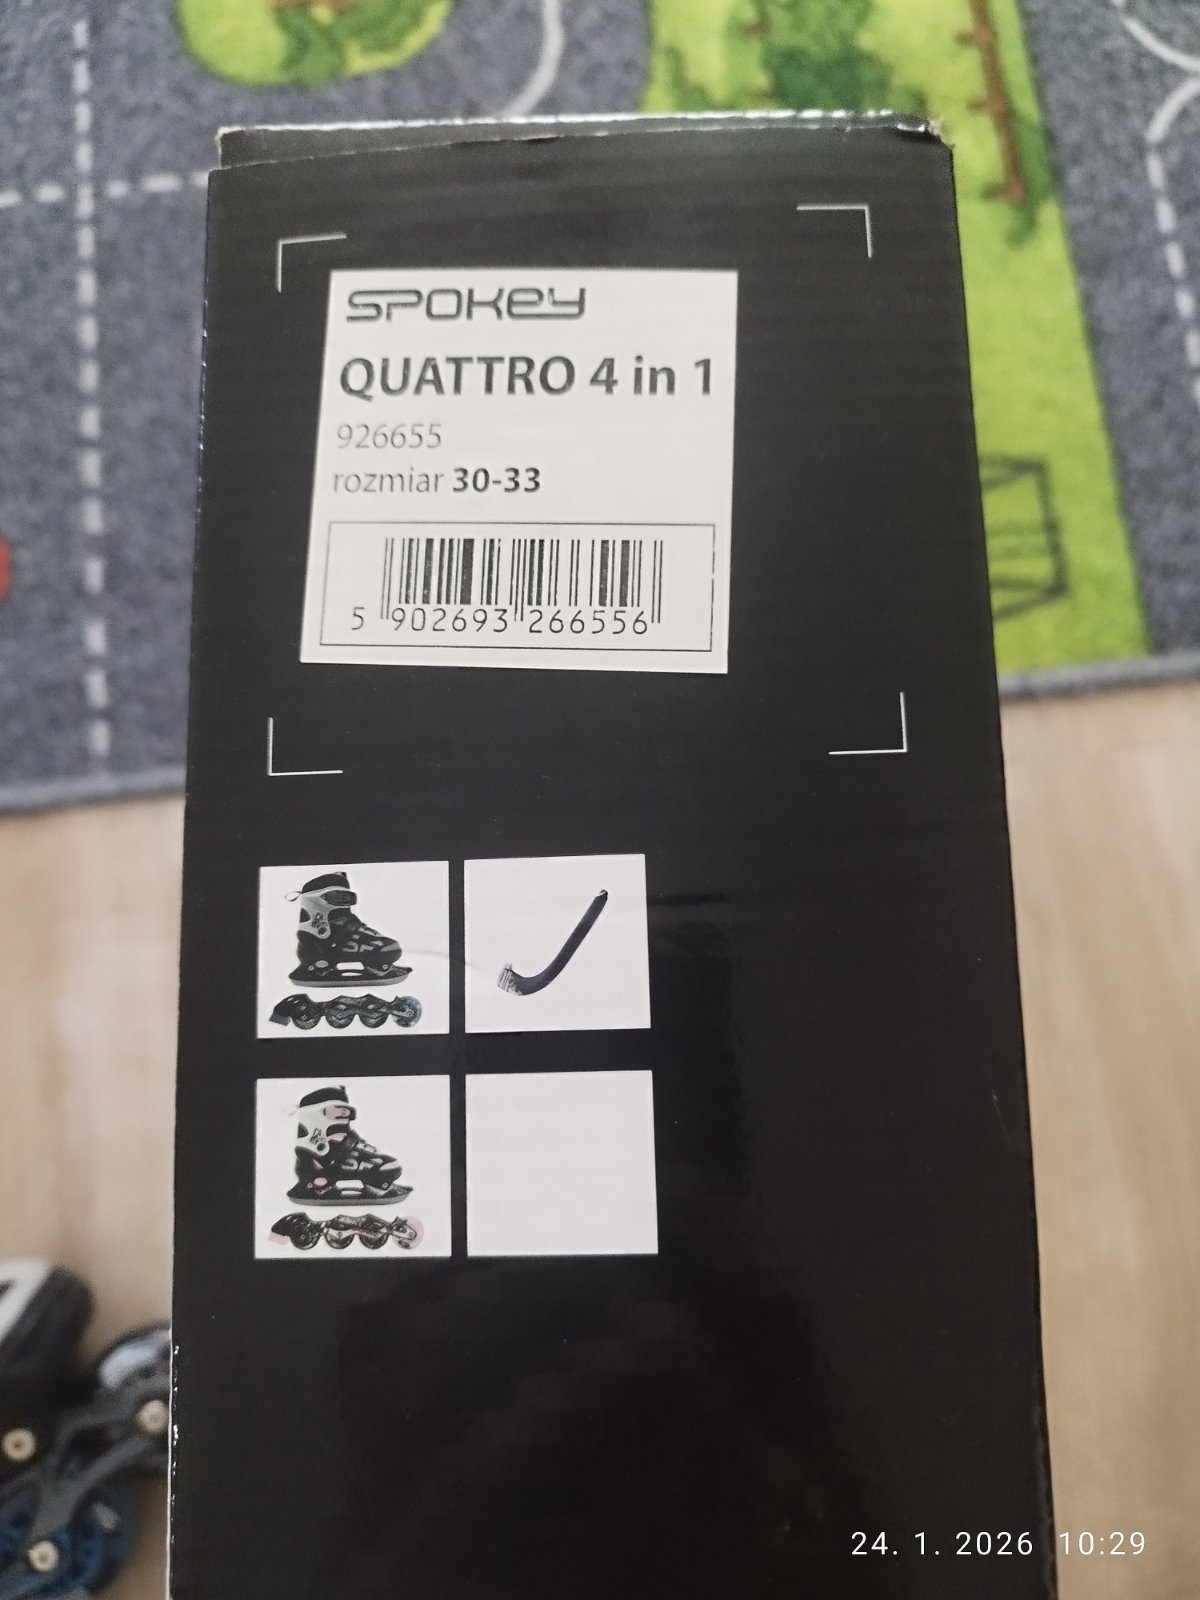 SPOKEY
QUATTRO 4 in 1
926655
rozmiar 30-33
5 902693 266556
24. 1. 2026 10:29